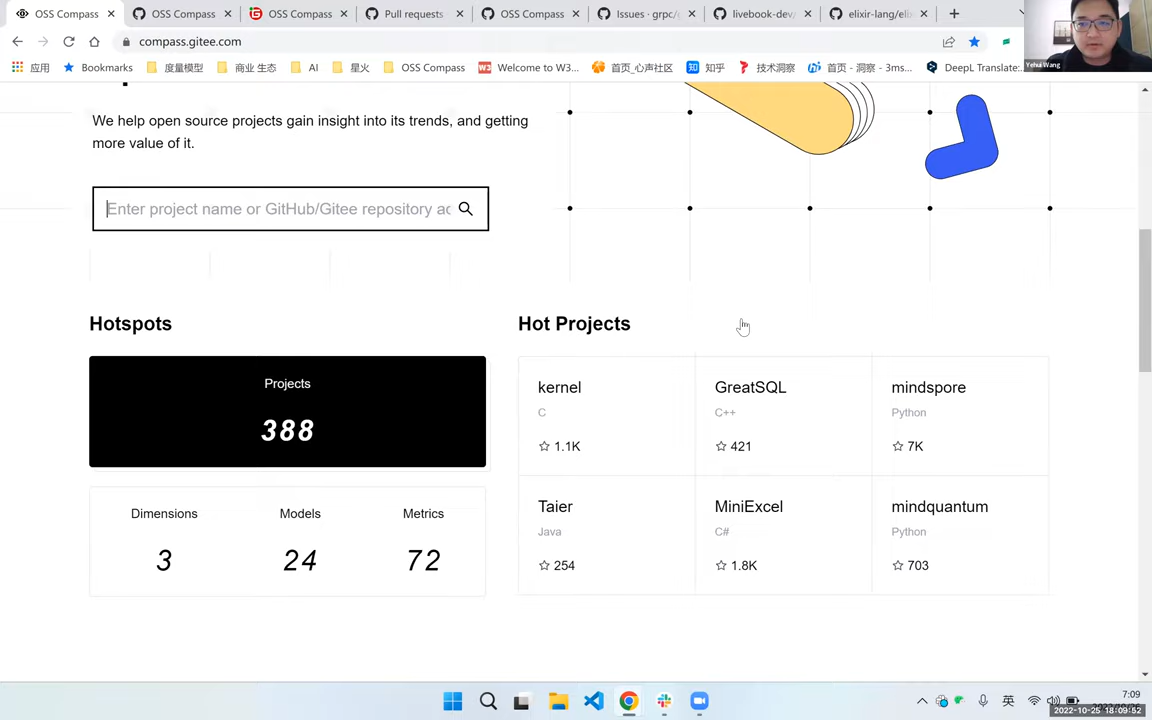 OSS Compass
OSS Compass
OSS Compass
Pull requests
OSS Compass
Issues · grpc/g
livebook-dev/
elixir-lang/eli
compass.gitee.com
应用
Bookmarks
度量模型
商业 生态
AI
星火
OSS Compass
Welcome to W3...
首页_心声社区
知乎
技术洞察
首页 - 洞察 - 3ms...
DeepL Translate:...
Yehui Wang
We help open source projects gain insight into its trends, and getting
more value of it.
Enter project name or GitHub/Gitee repository ad
Hotspots
Hot Projects
Projects
388
Dimensions
Models
Metrics
3
24
72
kernel
C
1.1K
GreatSQL
C++
421
mindspore
Python
7K
Taier
Java
254
MiniExcel
C#
1.8K
mindquantum
Python
703
英
7:09
2022-10-25 18:09:52